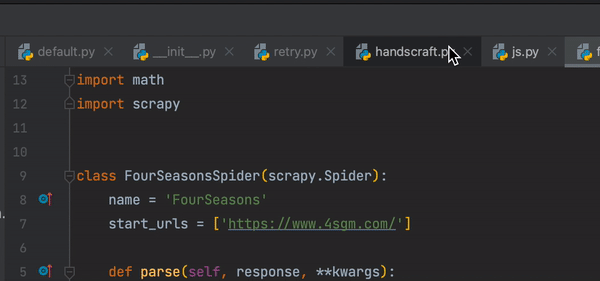 default.py __init__.py retry.py handscraft.p js.py
13 import math
12 import scrapy
11
10
9 class FourSeasonsSpider(scrapy.Spider):
8 name = 'FourSeasons'
7 start_urls = ['https://www.4sgm.com/']
6
5 def parse(self, response, **kwargs):